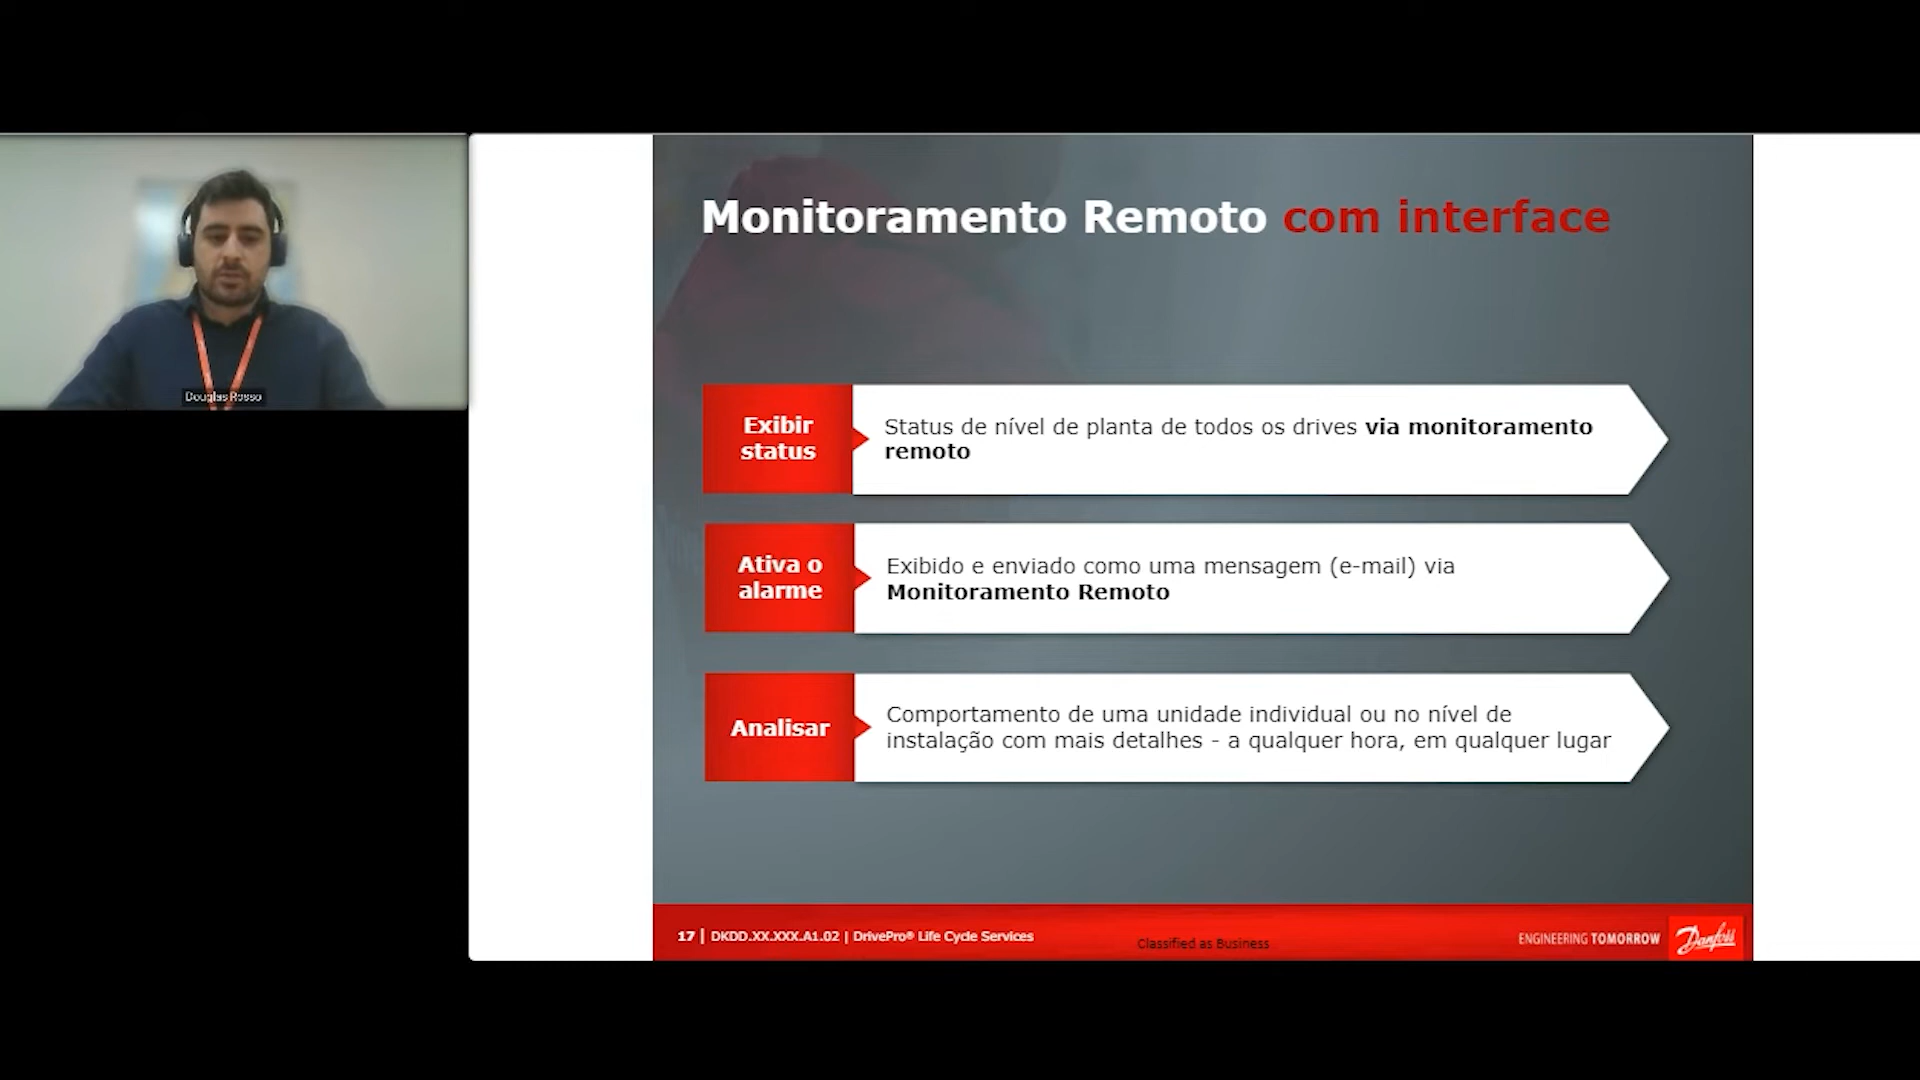 Douglas Rosso
Monitoramento Remoto com interface
Exibir
status
Status de nível de planta de todos os drives via monitoramento
remoto
Ativa o
alarme
Exibido e enviado como uma mensagem (e-mail) via
Monitoramento Remoto
Analisar
Comportamento de uma unidade individual ou no nível de
instalação com mais detalhes - a qualquer hora, em qualquer lugar
17 | DKDD.XX.XXX.A1.02 | DrivePro® Life Cycle Services
Classified as Business
ENGINEERING TOMORROW
Danfoss